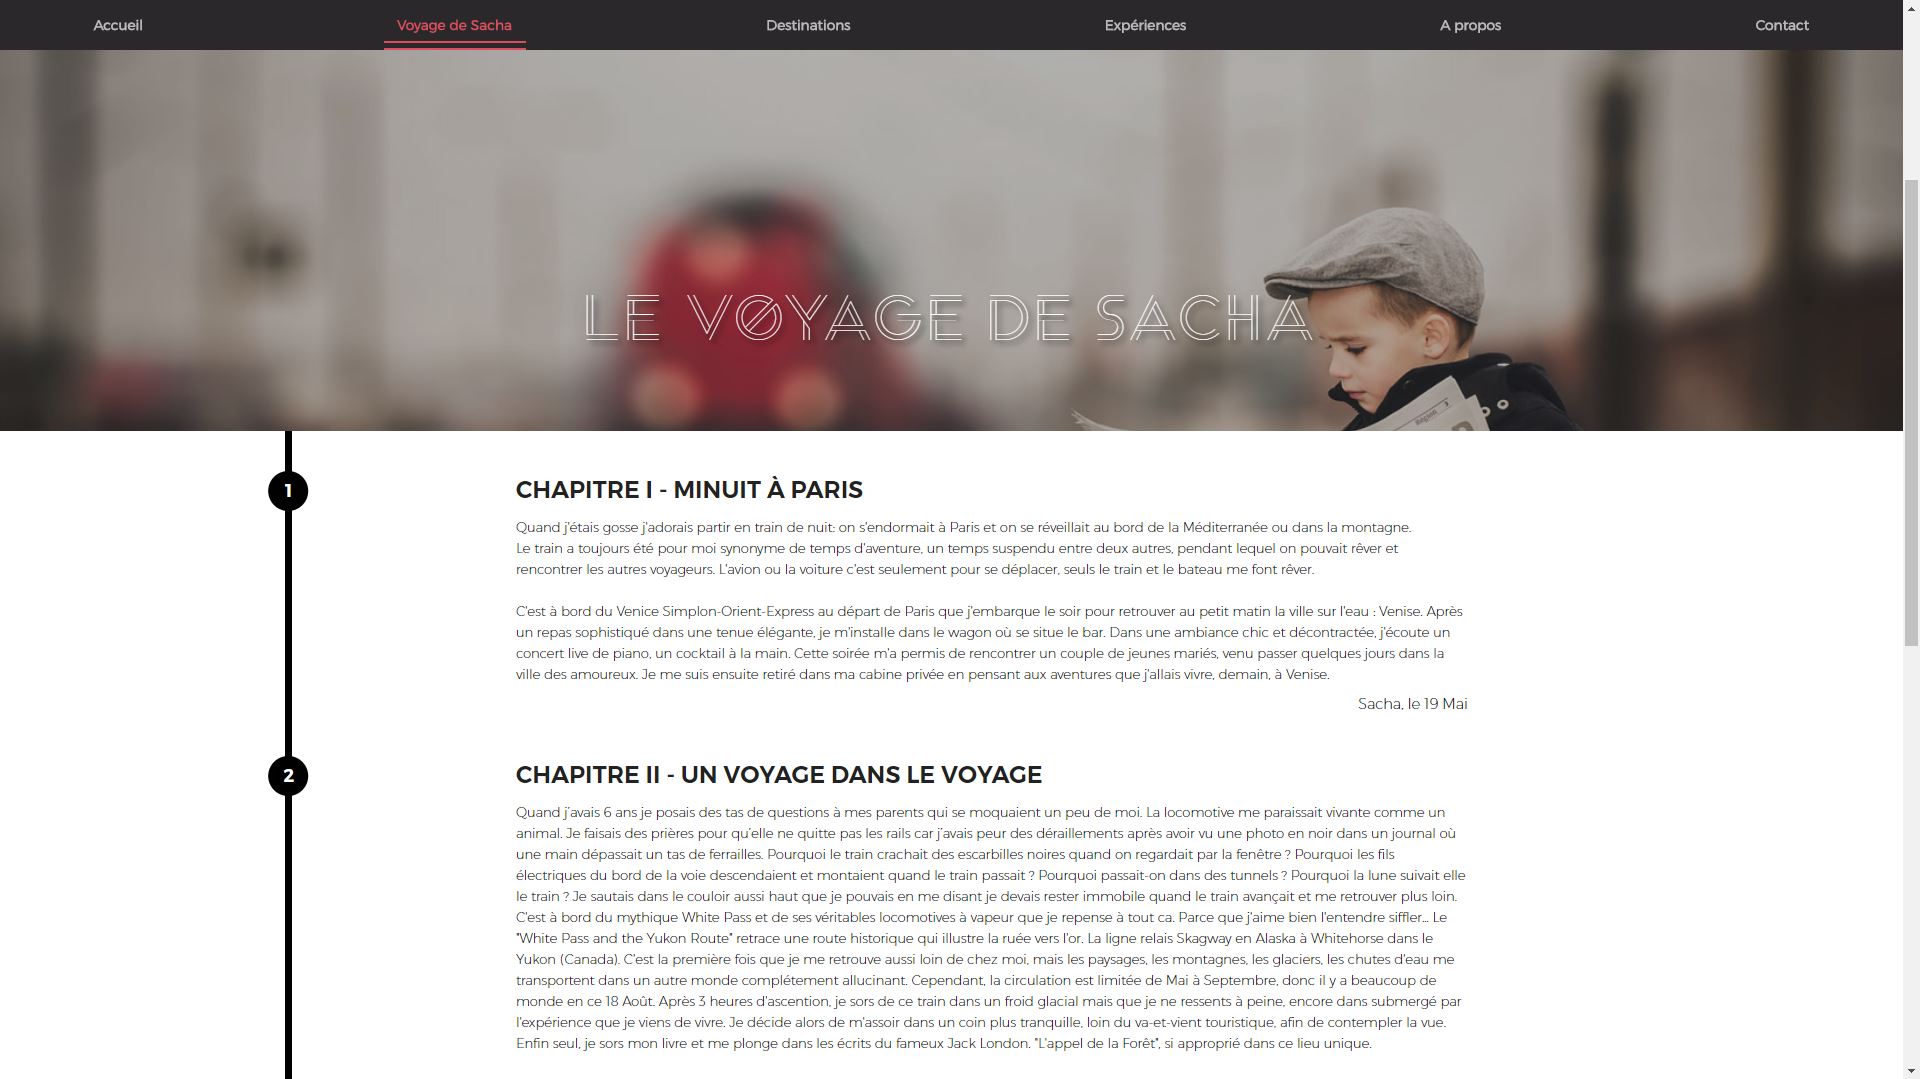 Accueil
Voyage de Sacha
Destinations
Expériences
A propos
Contact
LE VØYAGE DE SACHA
Région 3
1
CHAPITRE I - MINUIT À PARIS
Quand j'étais gosse j'adorais partir en train de nuit: on s'endormait à Paris et on se réveillait au bord de la Méditerranée ou dans la montagne.
Le train a toujours été pour moi synonyme de temps d'aventure, un temps suspendu entre deux autres, pendant lequel on pouvait rêver et
rencontrer les autres voyageurs. L'avion ou la voiture c'est seulement pour se déplacer, seuls le train et le bateau me font rêver.
C'est à bord du Venice Simplon-Orient-Express au départ de Paris que j'embarque le soir pour retrouver au petit matin la ville sur l'eau : Venise. Après
un repas sophistiqué dans une tenue élégante, je m'installe dans le wagon où se situe le bar. Dans une ambiance chic et décontractée, j'écoute un
concert live de piano, un cocktail à la main. Cette soirée m'a permis de rencontrer un couple de jeunes mariés, venu passer quelques jours dans la
ville des amoureux. Je me suis ensuite retiré dans ma cabine privée en pensant aux aventures que j'allais vivre, demain, à Venise.
Sacha, le 19 Mai
2
CHAPITRE II - UN VOYAGE DANS LE VOYAGE
Quand j'avais 6 ans je posais des tas de questions à mes parents qui se moquaient un peu de moi. La locomotive me paraissait vivante comme un
animal. Je faisais des prières pour qu'elle ne quitte pas les rails car j'avais peur des déraillements après avoir vu une photo en noir dans un journal où
une main dépassait un tas de ferrailles. Pourquoi le train crachait des escarbilles noires quand on regardait par la fenêtre ? Pourquoi les fils
électriques du bord de la voie descendaient et montaient quand le train passait ? Pourquoi passait-on dans des tunnels ? Pourquoi la lune suivait elle
le train ? Je sautais dans le couloir aussi haut que je pouvais en me disant je devais rester immobile quand le train avançait et me retrouver plus loin.
C'est à bord du mythique White Pass et de ses véritables locomotives à vapeur que je repense à tout ca. Parce que j'aime bien l'entendre siffler... Le
"White Pass and the Yukon Route" retrace une route historique qui illustre la ruée vers l'or. La ligne relais Skagway en Alaska à Whitehorse dans le
Yukon (Canada). C'est la première fois que je me retrouve aussi loin de chez moi, mais les paysages, les montagnes, les glaciers, les chutes d'eau me
transportent dans un autre monde complétement allucinant. Cependant, la circulation est limitée de Mai à Septembre, donc il y a beaucoup de
monde en ce 18 Août. Après 3 heures d'ascention, je sors de ce train dans un froid glacial mais que je ne ressents à peine, encore dans submergé par
l'expérience que je viens de vivre. Je décide alors de m'assoir dans un coin plus tranquille, loin du va-et-vient touristique, afin de contempler la vue.
Enfin seul, je sors mon livre et me plonge dans les écrits du fameux Jack London. "L'appel de la Forêt", si approprié dans ce lieu unique.